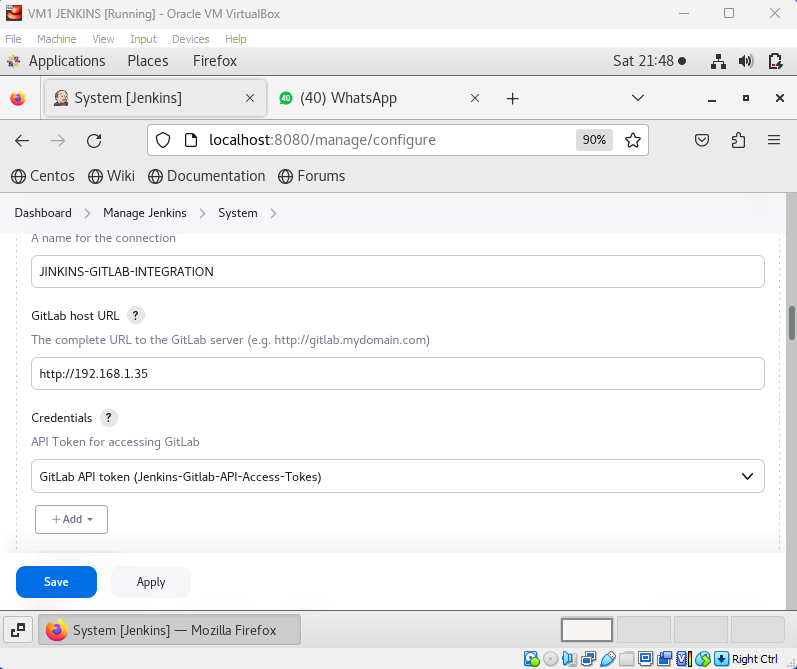 VM1 JENKINS [Running] - Oracle VM VirtualBox
File Machine View Input Devices Help
Applications Places Firefox Sat 21:48
System [Jenkins] 40 (40) WhatsApp
localhost:8080/manage/configure 90%
Centos Wiki Documentation Forums
Dashboard Manage Jenkins System
A name for the connection
JINKINS-GITLAB-INTEGRATION
GitLab host URL ?
The complete URL to the GitLab server (e.g. http://gitlab.mydomain.com)
http://192.168.1.35
Credentials ?
API Token for accessing GitLab
GitLab API token (Jenkins-Gitlab-API-Access-Tokes)
+ Add
Save Apply
System [Jenkins] — Mozilla Firefox
Right Ctrl